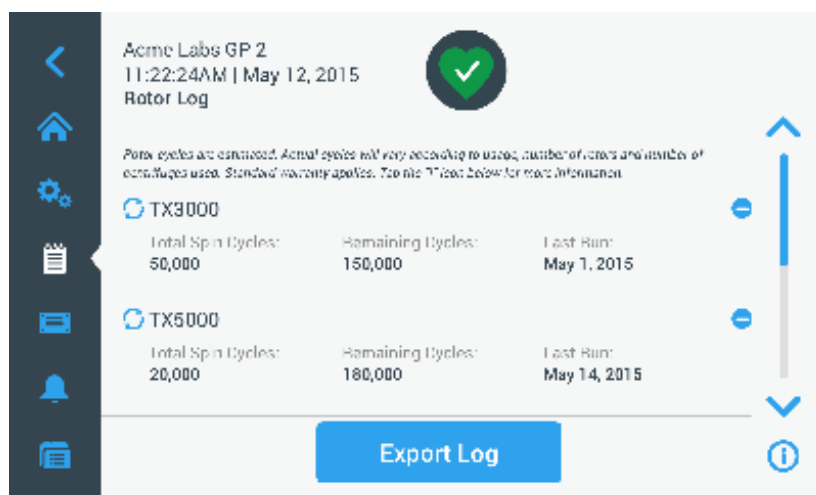 Acme Labs GP 2
11:22:24AM | May 12, 2015
Rotor Log
Rotor cycles are estimated. Actual cycles will vary according to usage, number of rotors and number of
centrifuges used. Standard warranty applies. Tap the "i" icon below for more information.
TX3000
Total Spin Cycles: Remaining Cycles: Last Run:
50,000 150,000 May 1, 2015
TX5000
Total Spin Cycles: Remaining Cycles: Last Run:
20,000 180,000 May 14, 2015
Export Log